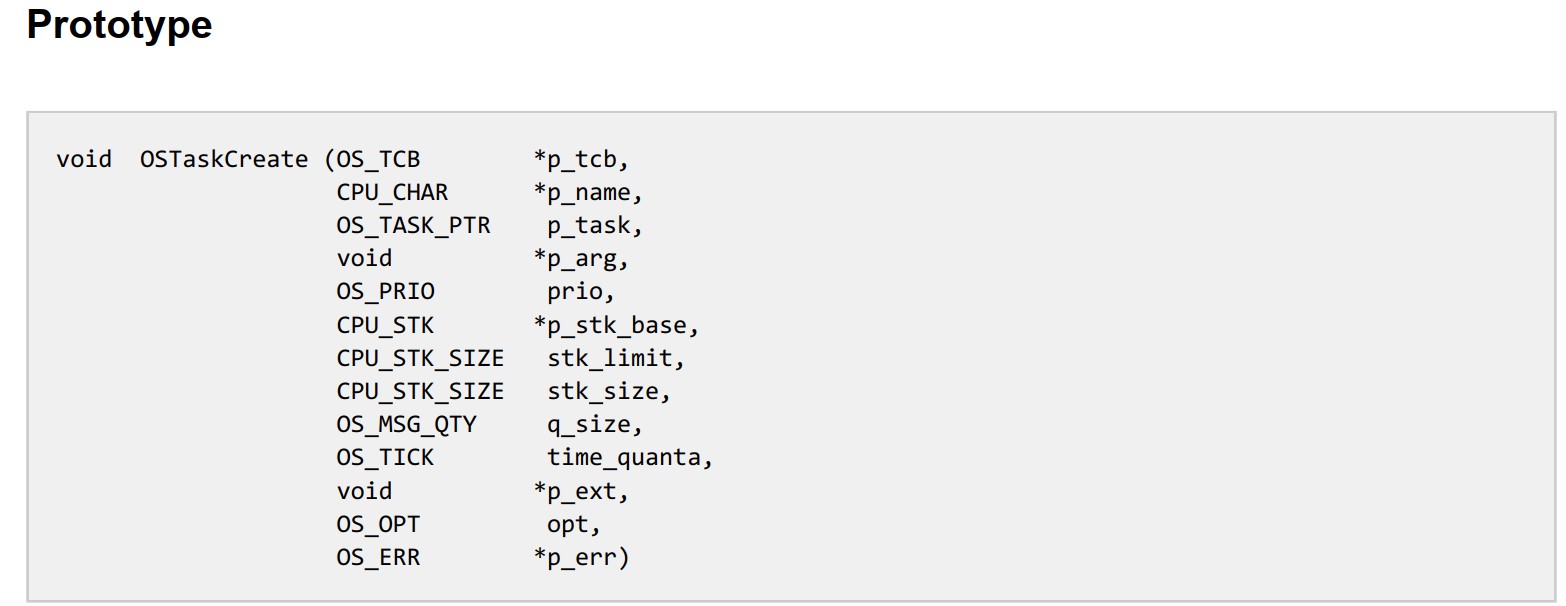 Prototype
void  OSTaskCreate (OS_TCB        *p_tcb,
                    CPU_CHAR      *p_name,
                    OS_TASK_PTR    p_task,
                    void          *p_arg,
                    OS_PRIO        prio,
                    CPU_STK       *p_stk_base,
                    CPU_STK_SIZE   stk_limit,
                    CPU_STK_SIZE   stk_size,
                    OS_MSG_QTY     q_size,
                    OS_TICK        time_quanta,
                    void          *p_ext,
                    OS_OPT         opt,
                    OS_ERR        *p_err)